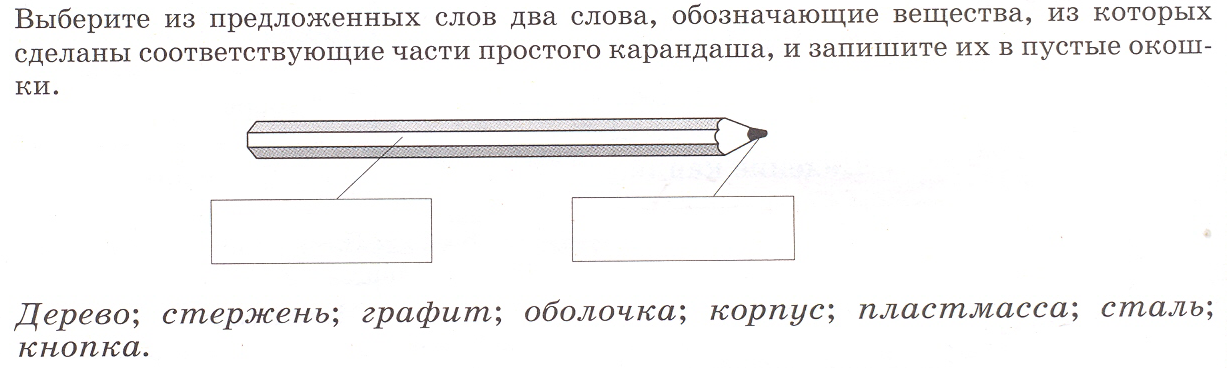 Выберите из предложенных слов два слова, обозначающие вещества, из которых
сделаны соответствующие части простого карандаша, и запишите их в пустые окош-
ки.
Дерево; стержень; графит; оболочка; корпус; пластмасса; сталь;
кнопка.